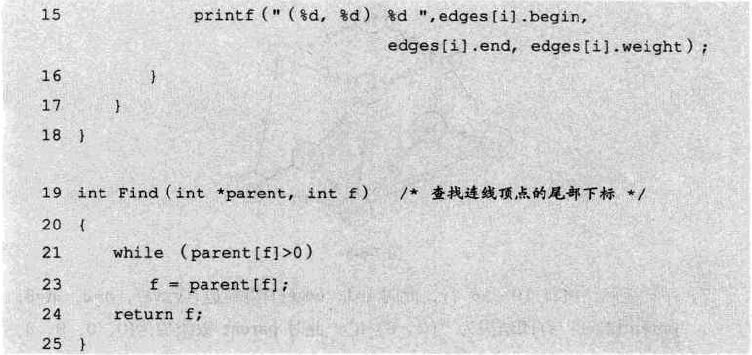 15 printf("(%d, %d) %d ",edges[i].begin,
edges[i].end, edges[i].weight);
16 }
17 }
18 }
19 int Find(int *parent, int f) /* 查找连线顶点的尾部下标 */
20 {
21 while (parent[f]>0)
23 f = parent[f];
24 return f;
25 }